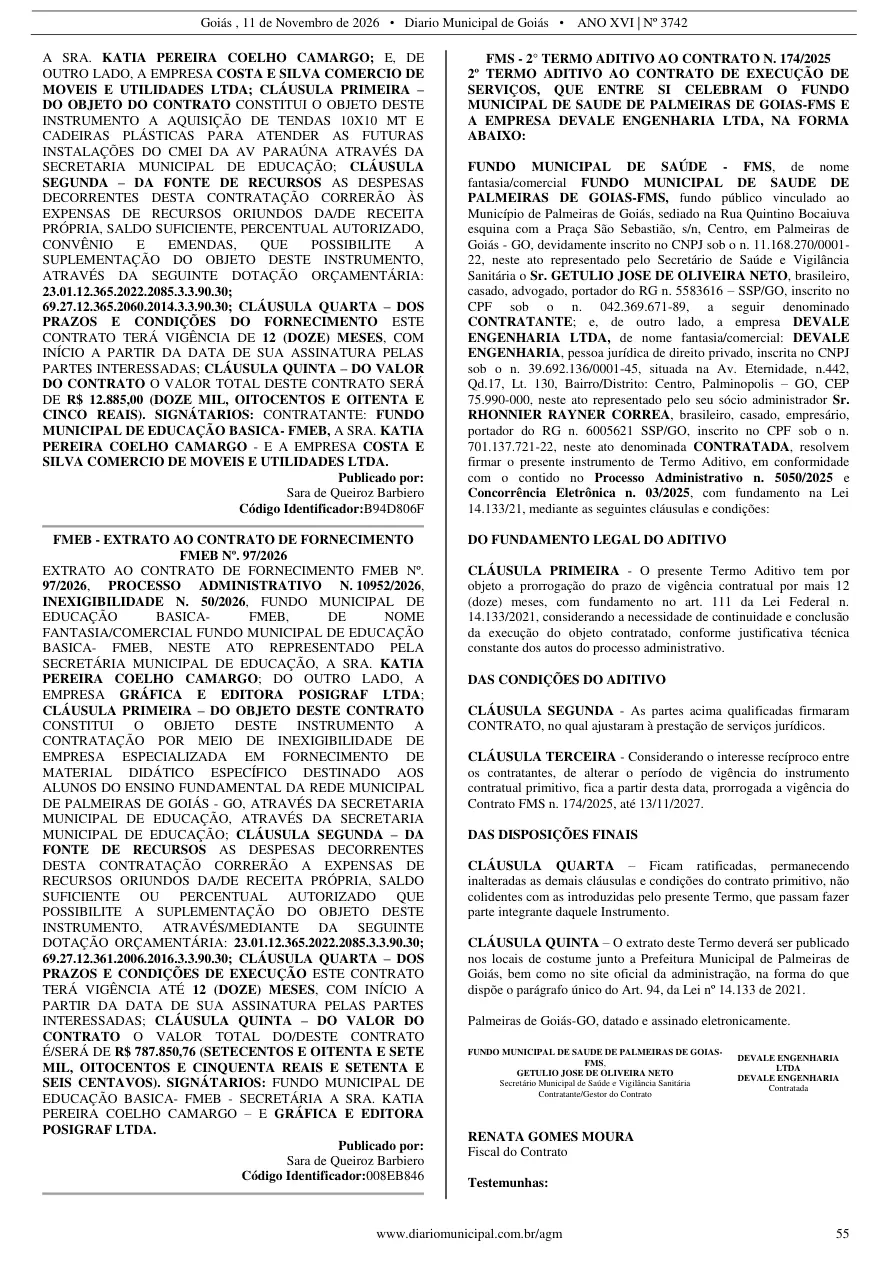 Goiás , 11 de Novembro de 2026 • Diario Municipal de Goiás • ANO XVI | Nº 3742
A SRA. KATIA PEREIRA COELHO CAMARGO; E, DE
OUTRO LADO, A EMPRESA COSTA E SILVA COMERCIO DE
MOVEIS E UTILIDADES LTDA; CLÁUSULA PRIMEIRA –
DO OBJETO DO CONTRATO CONSTITUI O OBJETO DESTE
INSTRUMENTO A AQUISIÇÃO DE TENDAS 10X10 MT E
CADEIRAS PLÁSTICAS PARA ATENDER AS FUTURAS
INSTALAÇÕES DO CMEI DA AV PARAÚNA ATRAVÉS DA
SECRETARIA MUNICIPAL DE EDUCAÇÃO; CLÁUSULA
SEGUNDA – DA FONTE DE RECURSOS AS DESPESAS
DECORRENTES DESTA CONTRATAÇÃO CORRERÃO ÀS
EXPENSAS DE RECURSOS ORIUNDOS DA/DE RECEITA
PRÓPRIA, SALDO SUFICIENTE, PERCENTUAL AUTORIZADO,
CONVÊNIO E EMENDAS, QUE POSSIBILITE A
SUPLEMENTAÇÃO DO OBJETO DESTE INSTRUMENTO,
ATRAVÉS DA SEGUINTE DOTAÇÃO ORÇAMENTÁRIA:
23.01.12.365.2022.2085.3.3.90.30;
69.27.12.365.2060.2014.3.3.90.30; CLÁUSULA QUARTA – DOS
PRAZOS E CONDIÇÕES DO FORNECIMENTO ESTE
CONTRATO TERÁ VIGÊNCIA DE 12 (DOZE) MESES, COM
INÍCIO A PARTIR DA DATA DE SUA ASSINATURA PELAS
PARTES INTERESSADAS; CLÁUSULA QUINTA – DO VALOR
DO CONTRATO O VALOR TOTAL DESTE CONTRATO SERÁ
DE R$ 12.885,00 (DOZE MIL, OITOCENTOS E OITENTA E
CINCO REAIS). SIGNÁTARIOS: CONTRATANTE: FUNDO
MUNICIPAL DE EDUCAÇÃO BASICA- FMEB, A SRA. KATIA
PEREIRA COELHO CAMARGO - E A EMPRESA COSTA E
SILVA COMERCIO DE MOVEIS E UTILIDADES LTDA.
Publicado por:
Sara de Queiroz Barbiero
Código Identificador:B94D806F
FMEB - EXTRATO AO CONTRATO DE FORNECIMENTO
FMEB Nº. 97/2026
EXTRATO AO CONTRATO DE FORNECIMENTO FMEB Nº.
97/2026, PROCESSO ADMINISTRATIVO N. 10952/2026,
INEXIGIBILIDADE N. 50/2026, FUNDO MUNICIPAL DE
EDUCAÇÃO BASICA- FMEB, DE NOME
FANTASIA/COMERCIAL FUNDO MUNICIPAL DE EDUCAÇÃO
BASICA- FMEB, NESTE ATO REPRESENTADO PELA
SECRETÁRIA MUNICIPAL DE EDUCAÇÃO, A SRA. KATIA
PEREIRA COELHO CAMARGO; DO OUTRO LADO, A
EMPRESA GRÁFICA E EDITORA POSIGRAF LTDA;
CLÁUSULA PRIMEIRA – DO OBJETO DESTE CONTRATO
CONSTITUI O OBJETO DESTE INSTRUMENTO A
CONTRATAÇÃO POR MEIO DE INEXIGIBILIDADE DE
EMPRESA ESPECIALIZADA EM FORNECIMENTO DE
MATERIAL DIDÁTICO ESPECÍFICO DESTINADO AOS
ALUNOS DO ENSINO FUNDAMENTAL DA REDE MUNICIPAL
DE PALMEIRAS DE GOIÁS - GO, ATRAVÉS DA SECRETARIA
MUNICIPAL DE EDUCAÇÃO, ATRAVÉS DA SECRETARIA
MUNICIPAL DE EDUCAÇÃO; CLÁUSULA SEGUNDA – DA
FONTE DE RECURSOS AS DESPESAS DECORRENTES
DESTA CONTRATAÇÃO CORRERÃO A EXPENSAS DE
RECURSOS ORIUNDOS DA/DE RECEITA PRÓPRIA, SALDO
SUFICIENTE OU PERCENTUAL AUTORIZADO QUE
POSSIBILITE A SUPLEMENTAÇÃO DO OBJETO DESTE
INSTRUMENTO, ATRAVÉS/MEDIANTE DA SEGUINTE
DOTAÇÃO ORÇAMENTÁRIA: 23.01.12.365.2022.2085.3.3.90.30;
69.27.12.361.2006.2016.3.3.90.30; CLÁUSULA QUARTA – DOS
PRAZOS E CONDIÇÕES DE EXECUÇÃO ESTE CONTRATO
TERÁ VIGÊNCIA ATÉ 12 (DOZE) MESES, COM INÍCIO A
PARTIR DA DATA DE SUA ASSINATURA PELAS PARTES
INTERESSADAS; CLÁUSULA QUINTA – DO VALOR DO
CONTRATO O VALOR TOTAL DO/DESTE CONTRATO
É/SERÁ DE R$ 787.850,76 (SETECENTOS E OITENTA E SETE
MIL, OITOCENTOS E CINQUENTA REAIS E SETENTA E
SEIS CENTAVOS). SIGNÁTARIOS: FUNDO MUNICIPAL DE
EDUCAÇÃO BASICA- FMEB - SECRETÁRIA A SRA. KATIA
PEREIRA COELHO CAMARGO – E GRÁFICA E EDITORA
POSIGRAF LTDA.
Publicado por:
Sara de Queiroz Barbiero
Código Identificador:008EB846
FMS - 2° TERMO ADITIVO AO CONTRATO N. 174/2025
2º TERMO ADITIVO AO CONTRATO DE EXECUÇÃO DE
SERVIÇOS, QUE ENTRE SI CELEBRAM O FUNDO
MUNICIPAL DE SAUDE DE PALMEIRAS DE GOIAS-FMS E
A EMPRESA DEVALE ENGENHARIA LTDA, NA FORMA
ABAIXO:
FUNDO MUNICIPAL DE SAÚDE - FMS, de nome
fantasia/comercial FUNDO MUNICIPAL DE SAUDE DE
PALMEIRAS DE GOIAS-FMS, fundo público vinculado ao
Município de Palmeiras de Goiás, sediado na Rua Quintino Bocaiuva
esquina com a Praça São Sebastião, s/n, Centro, em Palmeiras de
Goiás - GO, devidamente inscrito no CNPJ sob o n. 11.168.270/0001-
22, neste ato representado pelo Secretário de Saúde e Vigilância
Sanitária o Sr. GETULIO JOSE DE OLIVEIRA NETO, brasileiro,
casado, advogado, portador do RG n. 5583616 – SSP/GO, inscrito no
CPF sob o n. 042.369.671-89, a seguir denominado
CONTRATANTE; e, de outro lado, a empresa DEVALE
ENGENHARIA LTDA, de nome fantasia/comercial: DEVALE
ENGENHARIA, pessoa jurídica de direito privado, inscrita no CNPJ
sob o n. 39.692.136/0001-45, situada na Av. Eternidade, n.442,
Qd.17, Lt. 130, Bairro/Distrito: Centro, Palminopolis – GO, CEP
75.990-000, neste ato representado pelo seu sócio administrador Sr.
RHONNIER RAYNER CORREA, brasileiro, casado, empresário,
portador do RG n. 6005621 SSP/GO, inscrito no CPF sob o n.
701.137.721-22, neste ato denominada CONTRATADA, resolvem
firmar o presente instrumento de Termo Aditivo, em conformidade
com o contido no Processo Administrativo n. 5050/2025 e
Concorrência Eletrônica n. 03/2025, com fundamento na Lei
14.133/21, mediante as seguintes cláusulas e condições:
DO FUNDAMENTO LEGAL DO ADITIVO
CLÁUSULA PRIMEIRA - O presente Termo Aditivo tem por
objeto a prorrogação do prazo de vigência contratual por mais 12
(doze) meses, com fundamento no art. 111 da Lei Federal n.
14.133/2021, considerando a necessidade de continuidade e conclusão
da execução do objeto contratado, conforme justificativa técnica
constante dos autos do processo administrativo.
DAS CONDIÇÕES DO ADITIVO
CLÁUSULA SEGUNDA - As partes acima qualificadas firmaram
CONTRATO, no qual ajustaram à prestação de serviços jurídicos.
CLÁUSULA TERCEIRA - Considerando o interesse recíproco entre
os contratantes, de alterar o período de vigência do instrumento
contratual primitivo, fica a partir desta data, prorrogada a vigência do
Contrato FMS n. 174/2025, até 13/11/2027.
DAS DISPOSIÇÕES FINAIS
CLÁUSULA QUARTA – Ficam ratificadas, permanecendo
inalteradas as demais cláusulas e condições do contrato primitivo, não
colidentes com as introduzidas pelo presente Termo, que passam fazer
parte integrante daquele Instrumento.
CLÁUSULA QUINTA – O extrato deste Termo deverá ser publicado
nos locais de costume junto a Prefeitura Municipal de Palmeiras de
Goiás, bem como no site oficial da administração, na forma do que
dispõe o parágrafo único do Art. 94, da Lei nº 14.133 de 2021.
Palmeiras de Goiás-GO, datado e assinado eletronicamente.
FUNDO MUNICIPAL DE SAUDE DE PALMEIRAS DE GOIAS-
FMS.
GETULIO JOSE DE OLIVEIRA NETO
Secretário Municipal de Saúde e Vigilância Sanitária
Contratante/Gestor do Contrato
DEVALE ENGENHARIA
LTDA
DEVALE ENGENHARIA
Contratada
RENATA GOMES MOURA
Fiscal do Contrato
Testemunhas:
www.diariomunicipal.com.br/agm
55